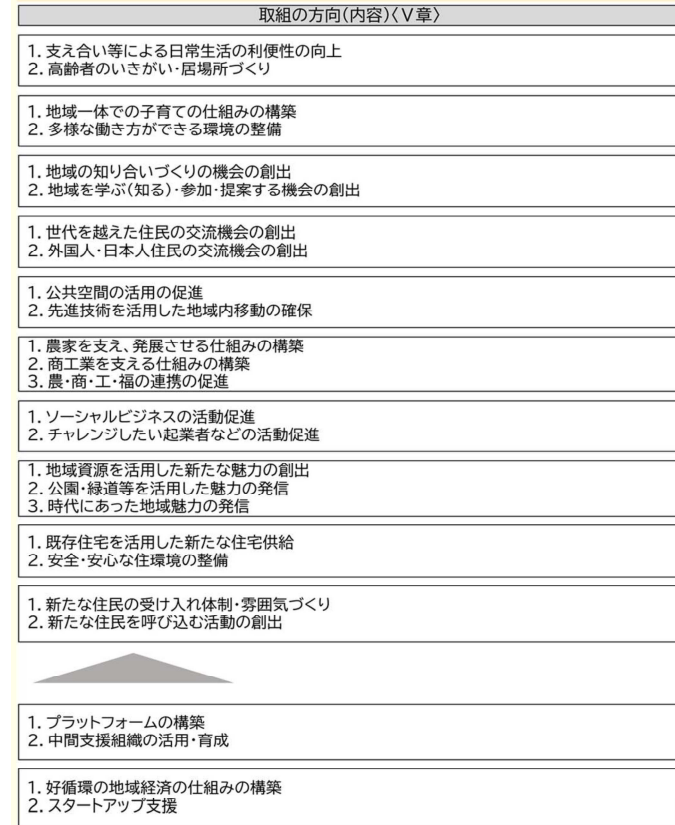 取組の方向(内容)〈Ⅴ章〉
1. 支え合い等による日常生活の利便性の向上
2. 高齢者のいきがい・居場所づくり
1. 地域一体での子育ての仕組みの構築
2. 多様な働き方ができる環境の整備
1. 地域の知り合いづくりの機会の創出
2. 地域を学ぶ(知る)・参加・提案する機会の創出
1. 世代を越えた住民の交流機会の創出
2. 外国人・日本人住民の交流機会の創出
1. 公共空間の活用の促進
2. 先進技術を活用した地域内移動の確保
1. 農家を支え、発展させる仕組みの構築
2. 商工業を支える仕組みの構築
3. 農・商・工・福の連携の促進
1. ソーシャルビジネスの活動促進
2. チャレンジしたい起業者などの活動促進
1. 地域資源を活用した新たな魅力の創出
2. 公園・緑道等を活用した魅力の発信
3. 時代にあった地域魅力の発信
1. 既存住宅を活用した新たな住宅供給
2. 安全・安心な住環境の整備
1. 新たな住民の受け入れ体制・雰囲気づくり
2. 新たな住民を呼び込む活動の創出
1. プラットフォームの構築
2. 中間支援組織の活用・育成
1. 好循環の地域経済の仕組みの構築
2. スタートアップ支援